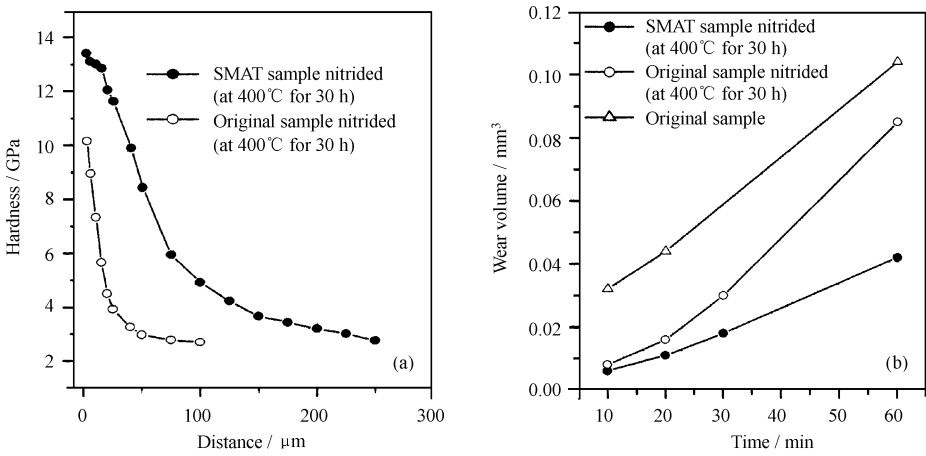 14
12
10
8
6
4
2
Hardness / GPa
SMAT sample nitrided
(at 400℃ for 30 h)
Original sample nitrided
(at 400℃ for 30 h)
(a)
0
100
200
300
Distance / μm
0.12
0.10
0.08
0.06
0.04
0.02
0.00
Wear volume / mm³
SMAT sample nitrided
(at 400℃ for 30 h)
Original sample nitrided
(at 400℃ for 30 h)
Original sample
(b)
10
20
30
40
50
60
Time / min